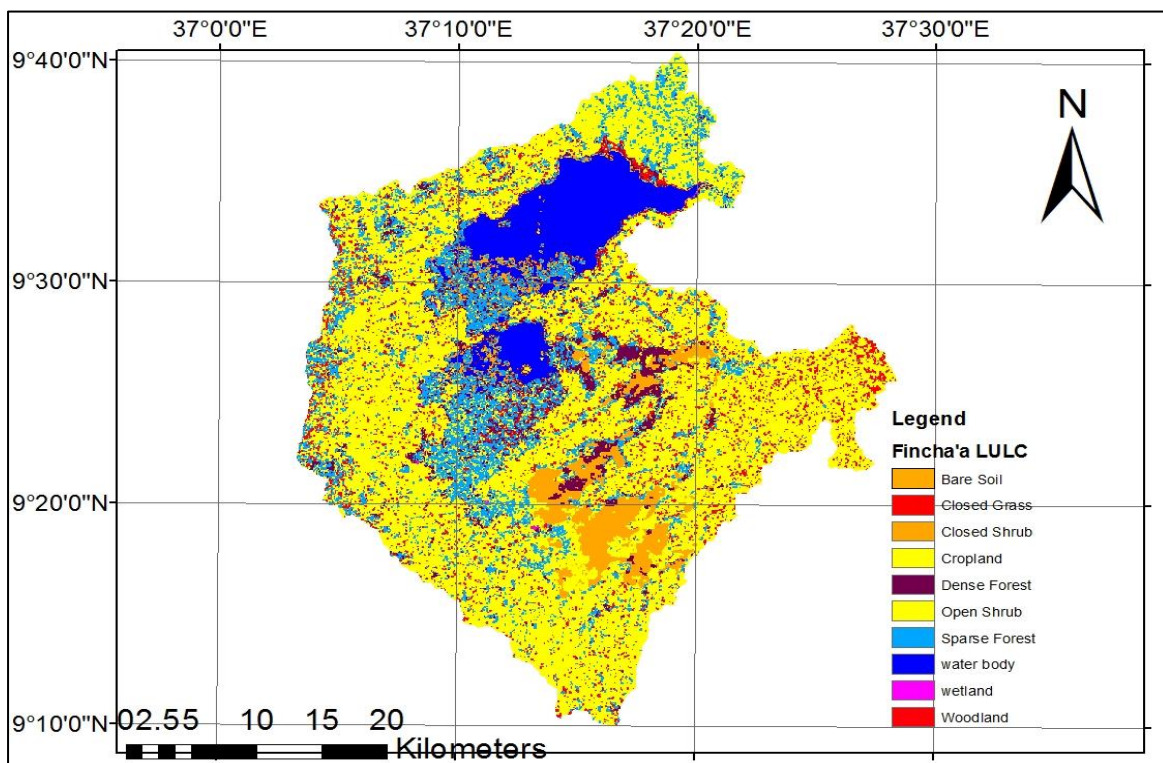 37°0'0"E 37°10'0"E 37°20'0"E 37°30'0"E
9°40'0"N
N
9°30'0"N
Legend
Fincha'a LULC
Bare Soil
Closed Grass
9°20'0"N
Closed Shrub
Cropland
Dense Forest
Open Shrub
Sparse Forest
water body
wetland
Woodland
9°10'0"N
02.55 10 15 20
Kilometers